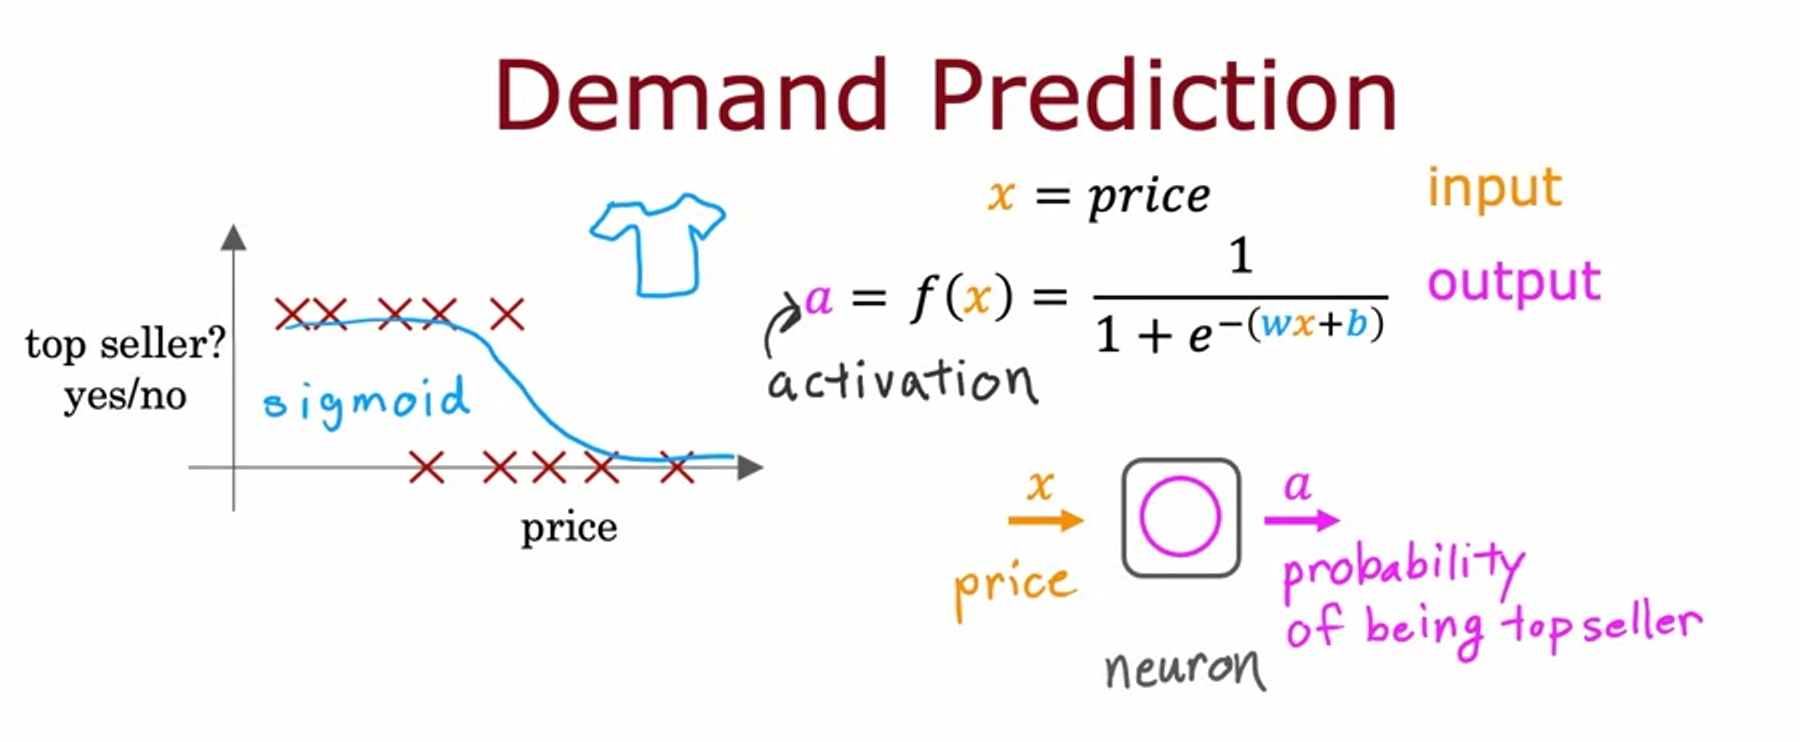 Demand Prediction
x = price
input
a = f(x) = 1 / (1 + e^−(wx+b))
output
activation
top seller?
yes/no
sigmoid
price
x
a
price
probability
of being top seller
neuron